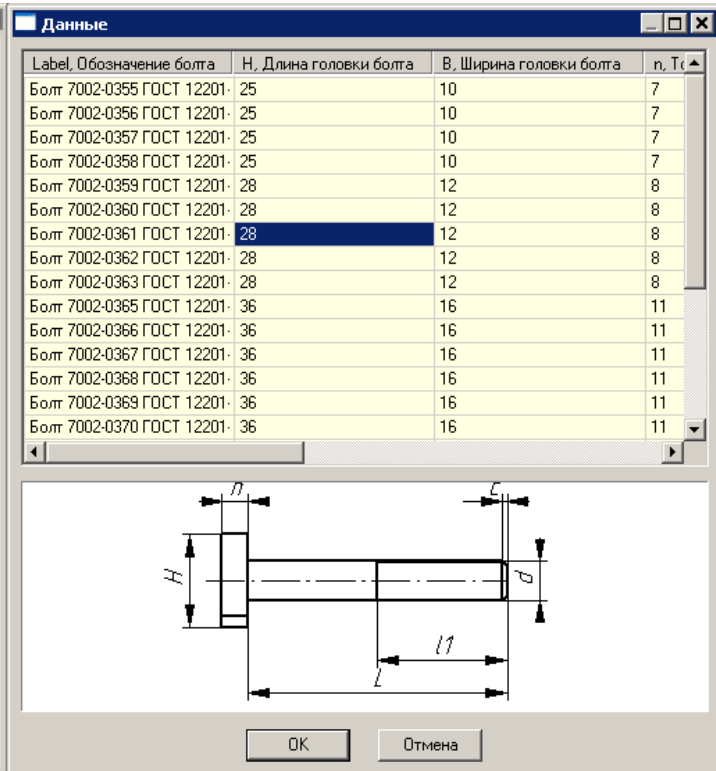 Данные
Label, Обозначение болта H, Длина головки болта B, Ширина головки болта n, То
Болт 7002-0355 ГОСТ 12201- 25 10 7
Болт 7002-0356 ГОСТ 12201- 25 10 7
Болт 7002-0357 ГОСТ 12201- 25 10 7
Болт 7002-0358 ГОСТ 12201- 25 10 7
Болт 7002-0359 ГОСТ 12201- 28 12 8
Болт 7002-0360 ГОСТ 12201- 28 12 8
Болт 7002-0361 ГОСТ 12201- 28 12 8
Болт 7002-0362 ГОСТ 12201- 28 12 8
Болт 7002-0363 ГОСТ 12201- 28 12 8
Болт 7002-0365 ГОСТ 12201- 36 16 11
Болт 7002-0366 ГОСТ 12201- 36 16 11
Болт 7002-0367 ГОСТ 12201- 36 16 11
Болт 7002-0368 ГОСТ 12201- 36 16 11
Болт 7002-0369 ГОСТ 12201- 36 16 11
Болт 7002-0370 ГОСТ 12201- 36 16 11
n c
H d
l1
L
OK Отмена